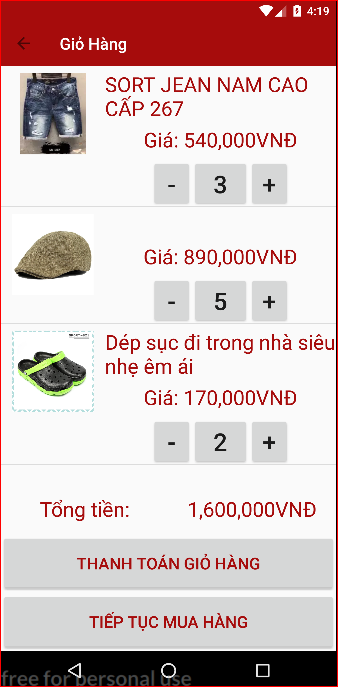 4:19
Giỏ Hàng
SORT JEAN NAM CAO
CẤP 267
Giá: 540,000VNĐ
- 3 +
Giá: 890,000VNĐ
- 5 +
Dép sục đi trong nhà siêu
nhẹ êm ái
Giá: 170,000VNĐ
- 2 +
Tổng tiền: 1,600,000VNĐ
THANH TOÁN GIỎ HÀNG
TIẾP TỤC MUA HÀNG
free for personal use